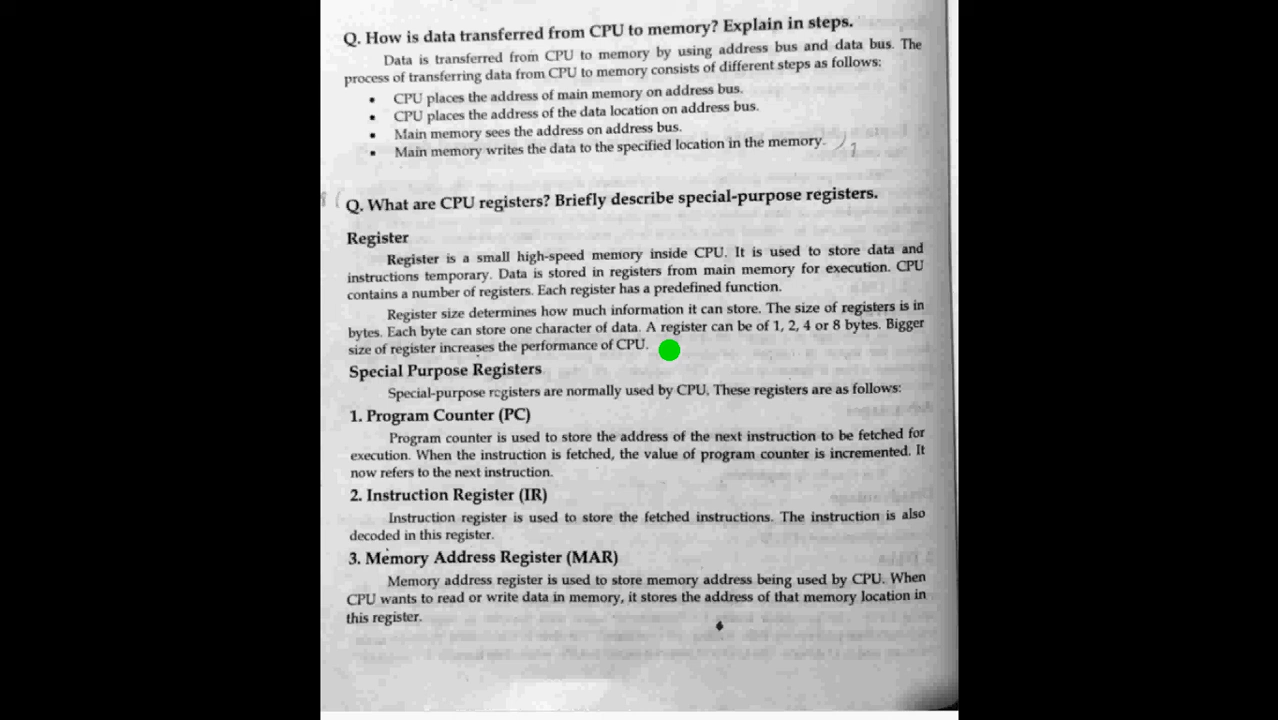 Q. How is data transferred from CPU to memory? Explain in steps.
Data is transferred from CPU to memory by using address bus and data bus. The
process of transferring data from CPU to memory consists of different steps as follows:
• CPU places the address of main memory on address bus.
• CPU places the address of the data location on address bus.
• Main memory sees the address on address bus.
• Main memory writes the data to the specified location in the memory.
Q. What are CPU registers? Briefly describe special-purpose registers.
Register
Register is a small high-speed memory inside CPU. It is used to store data and
instructions temporary. Data is stored in registers from main memory for execution. CPU
contains a number of registers. Each register has a predefined function.
Register size determines how much information it can store. The size of registers is in
bytes. Each byte can store one character of data. A register can be of 1, 2, 4 or 8 bytes. Bigger
size of register increases the performance of CPU.
Special Purpose Registers
Special-purpose registers are normally used by CPU. These registers are as follows:
1. Program Counter (PC)
Program counter is used to store the address of the next instruction to be fetched for
execution. When the instruction is fetched, the value of program counter is incremented. It
now refers to the next instruction.
2. Instruction Register (IR)
Instruction register is used to store the fetched instructions. The instruction is also
decoded in this register.
3. Memory Address Register (MAR)
Memory address register is used to store memory address being used by CPU. When
CPU wants to read or write data in memory, it stores the address of that memory location in
this register.